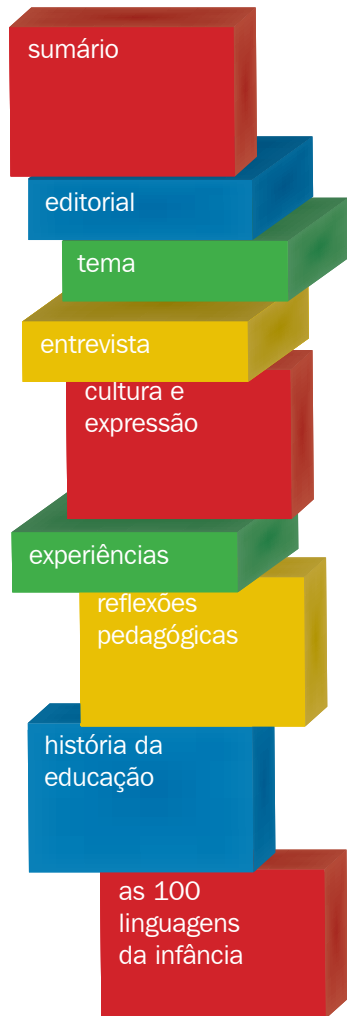 sumário
editorial
tema
entrevista
cultura e
expressão
experiências
reflexões
pedagógicas
história da
educação
as 100
linguagens
da infância